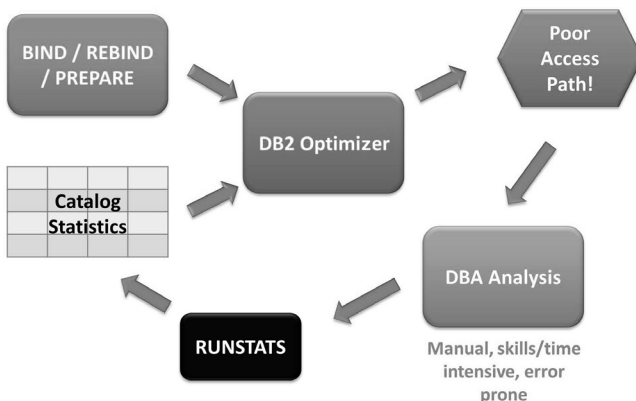 BIND / REBIND
/ PREPARE
Poor
Access
Path!
DB2 Optimizer
Catalog
Statistics
DBA Analysis
RUNSTATS
Manual, skills/time
intensive, error
prone